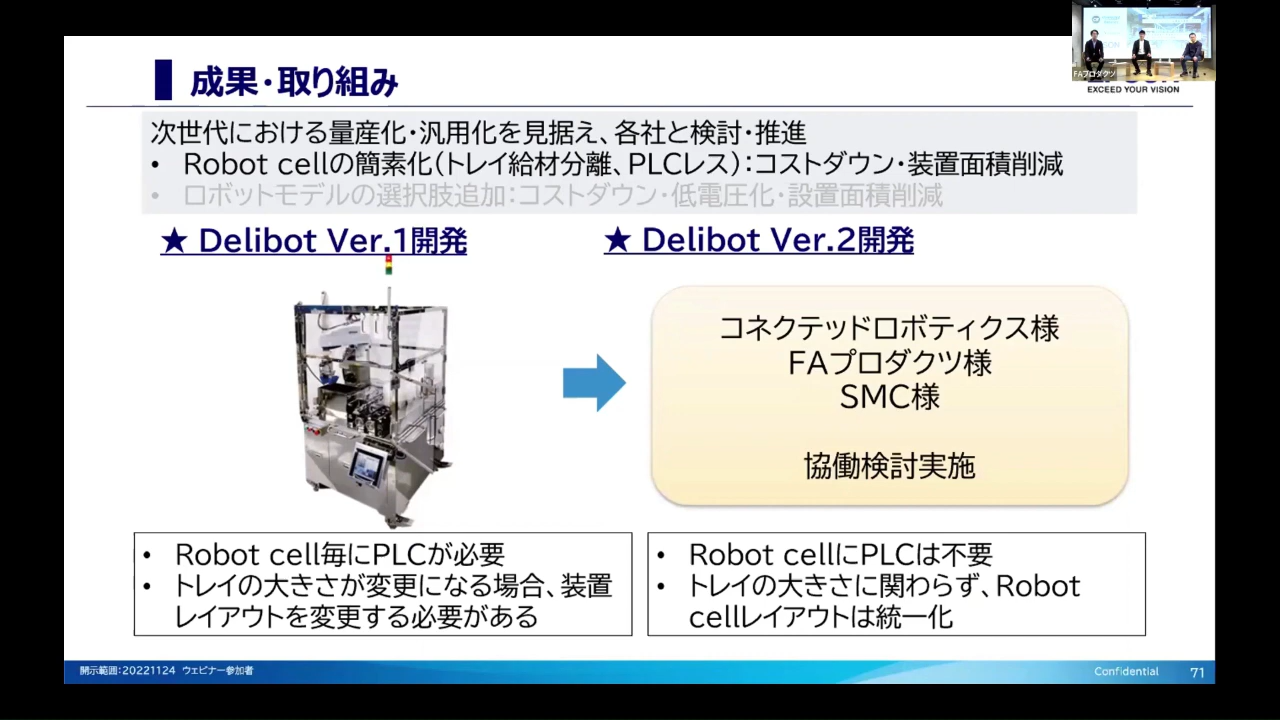 成果・取り組み
FAプロダクツ
EXCEED YOUR VISION
次世代における量産化・汎用化を見据え、各社と検討・推進
• Robot cellの簡素化(トレイ給材分離、PLCレス):コストダウン・装置面積削減
• ロボットモデルの選択肢追加:コストダウン・低電圧化・設置面積削減
★ Delibot Ver.1開発
★ Delibot Ver.2開発
コネクテッドロボティクス様
FAプロダクツ様
SMC様
協働検討実施
• Robot cell毎にPLCが必要
• トレイの大きさが変更になる場合、装置
レイアウトを変更する必要がある
• Robot cellにPLCは不要
• トレイの大きさに関わらず、Robot
cellレイアウトは統一化
開示範囲:20221124 ウェビナー参加者
Confidential 71